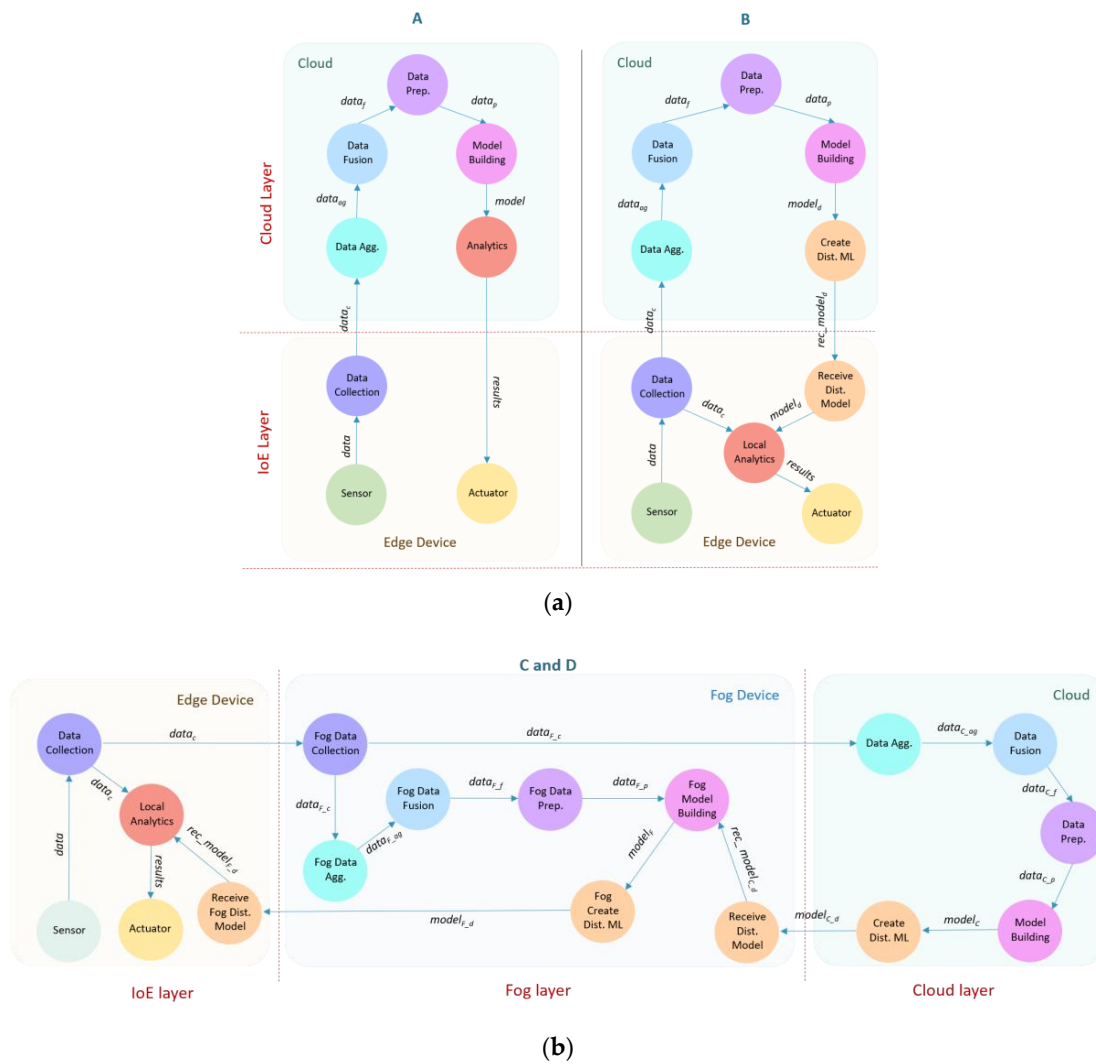 A
B
Cloud
Data
Prep.
data_f
data_p
Data
Fusion
Model
Building
data_ag
model
Data Agg.
Analytics
Cloud Layer
data_c
Data
Collection
results
data
Sensor
Actuator
IoE Layer
Edge Device
Cloud
Data
Prep.
data_f
data_p
Data
Fusion
Model
Building
data_ag
model_d
Data Agg.
Create
Dist. ML
data_c
rec_model_d
Data
Collection
Receive
Dist.
Model
data_c
model_d
Local
Analytics
data
results
Sensor
Actuator
Edge Device
(a)
C and D
Edge Device
Data
Collection
data_c
data_c
Local
Analytics
data
results
rec_model_F_d
Sensor
Actuator
Receive
Fog Dist.
Model
IoE layer
Fog Device
Fog Data
Collection
data_F_c
data_F_c
Fog Data
Agg.
data_F_ag
Fog Data
Fusion
data_F_f
Fog Data
Prep.
data_F_p
Fog
Model
Building
model_F
rec_model_C_d
Fog
Create
Dist. ML
model_F_d
Receive
Dist.
Model
Fog layer
Cloud
Data Agg.
data_C_ag
Data
Fusion
data_C_f
Data
Prep.
data_C_p
Model
Building
model_C
Create
Dist. ML
model_C_d
Cloud layer
(b)